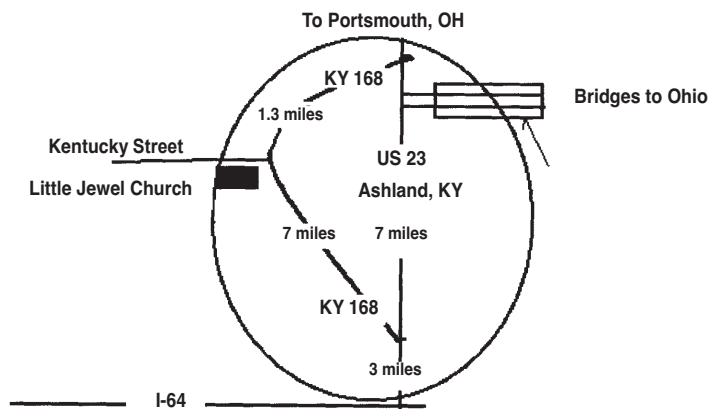 To Portsmouth, OH
KY 168
Bridges to Ohio
1.3 miles
Kentucky Street
US 23
Little Jewel Church
Ashland, KY
7 miles
7 miles
KY 168
3 miles
I-64